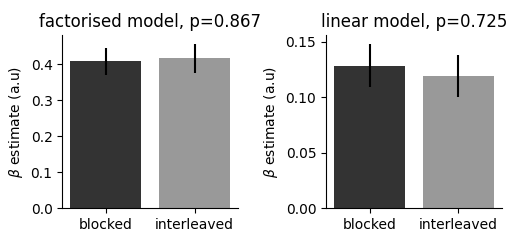 factorised model, p=0.867
β estimate (a.u)
0.4
0.3
0.2
0.1
0.0
blocked
interleaved
linear model, p=0.725
β estimate (a.u)
0.15
0.10
0.05
0.00
blocked
interleaved